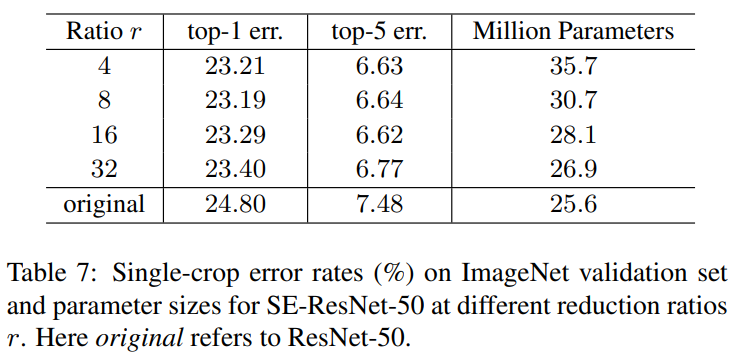 Ratio r top-1 err. top-5 err. Million Parameters
4 23.21 6.63 35.7
8 23.19 6.64 30.7
16 23.29 6.62 28.1
32 23.40 6.77 26.9
original 24.80 7.48 25.6
Table 7: Single-crop error rates (%) on ImageNet validation set
and parameter sizes for SE-ResNet-50 at different reduction ratios
r. Here original refers to ResNet-50.